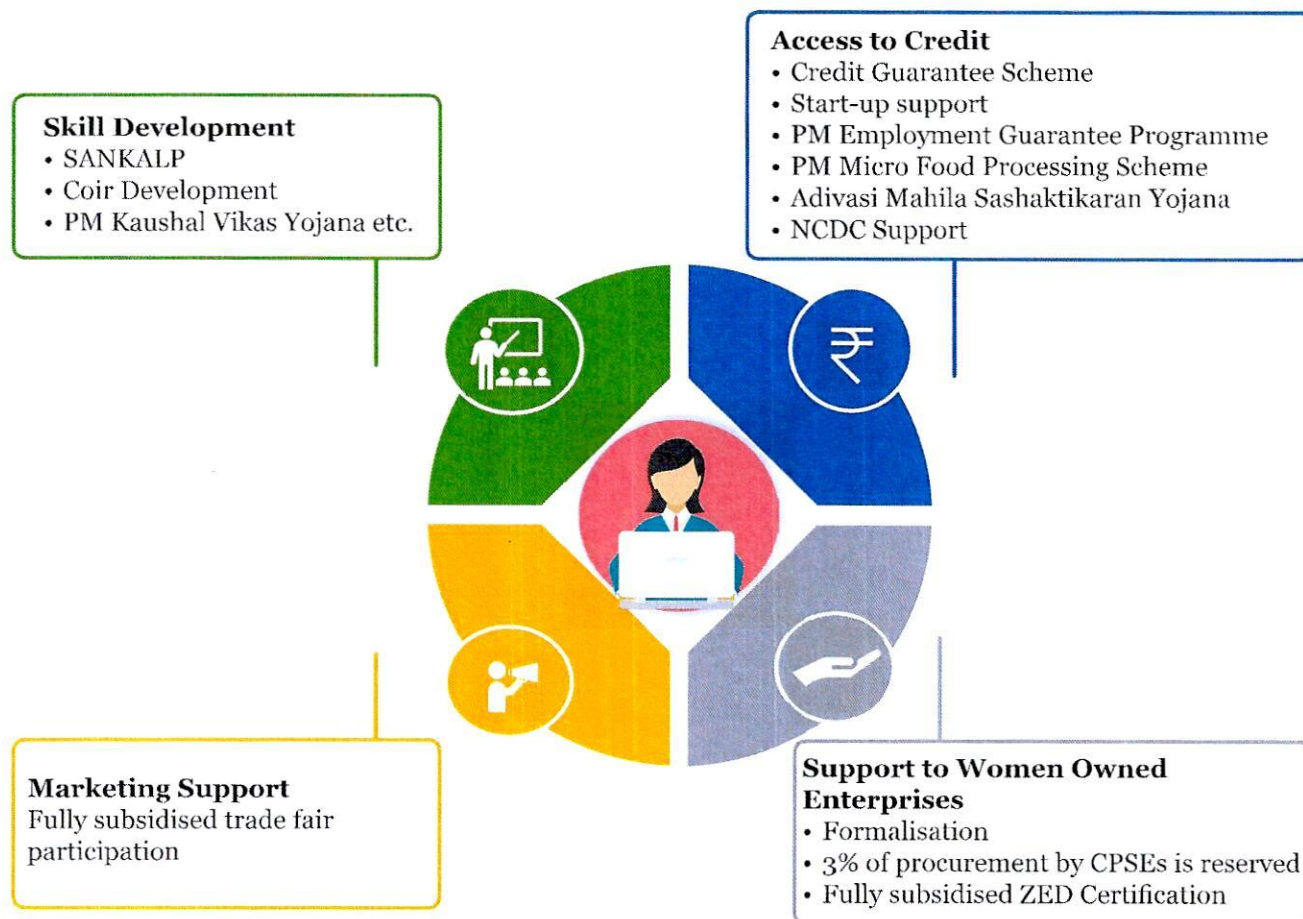 Skill Development
• SANKALP
• Coir Development
• PM Kaushal Vikas Yojana etc.
Access to Credit
• Credit Guarantee Scheme
• Start-up support
• PM Employment Guarantee Programme
• PM Micro Food Processing Scheme
• Adivasi Mahila Sashaktikaran Yojana
• NCDC Support
₹
Marketing Support
Fully subsidised trade fair
participation
Support to Women Owned
Enterprises
• Formalisation
• 3% of procurement by CPSEs is reserved
• Fully subsidised ZED Certification